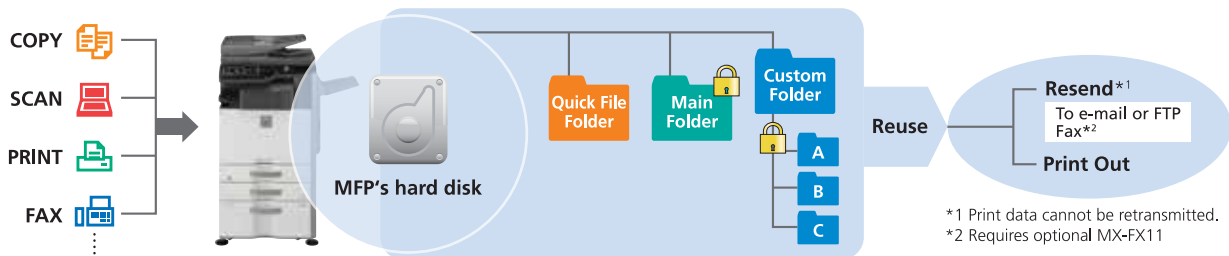 COPY
SCAN
PRINT
FAX
MFP's hard disk
Quick File
Folder
Main
Folder
Custom
Folder
A
B
C
Reuse
Resend*1
To e-mail or FTP
Fax*2
Print Out
*1 Print data cannot be retransmitted.
*2 Requires optional MX-FX11